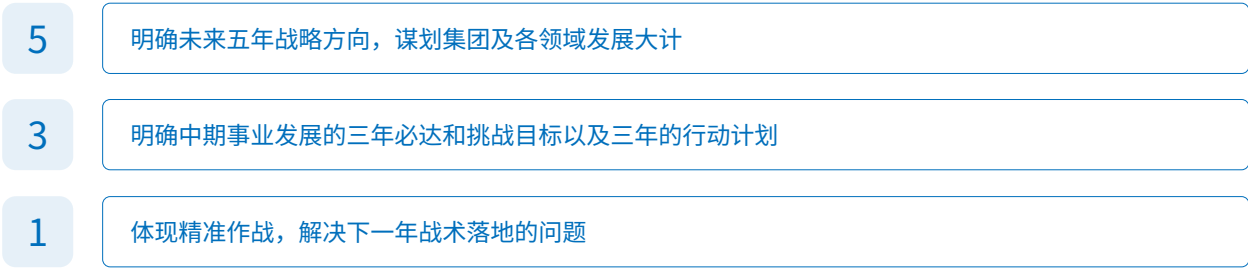 5
明确未来五年战略方向，谋划集团及各领域发展大计
3
明确中期事业发展的三年必达和挑战目标以及三年的行动计划
1
体现精准作战，解决下一年战术落地的问题